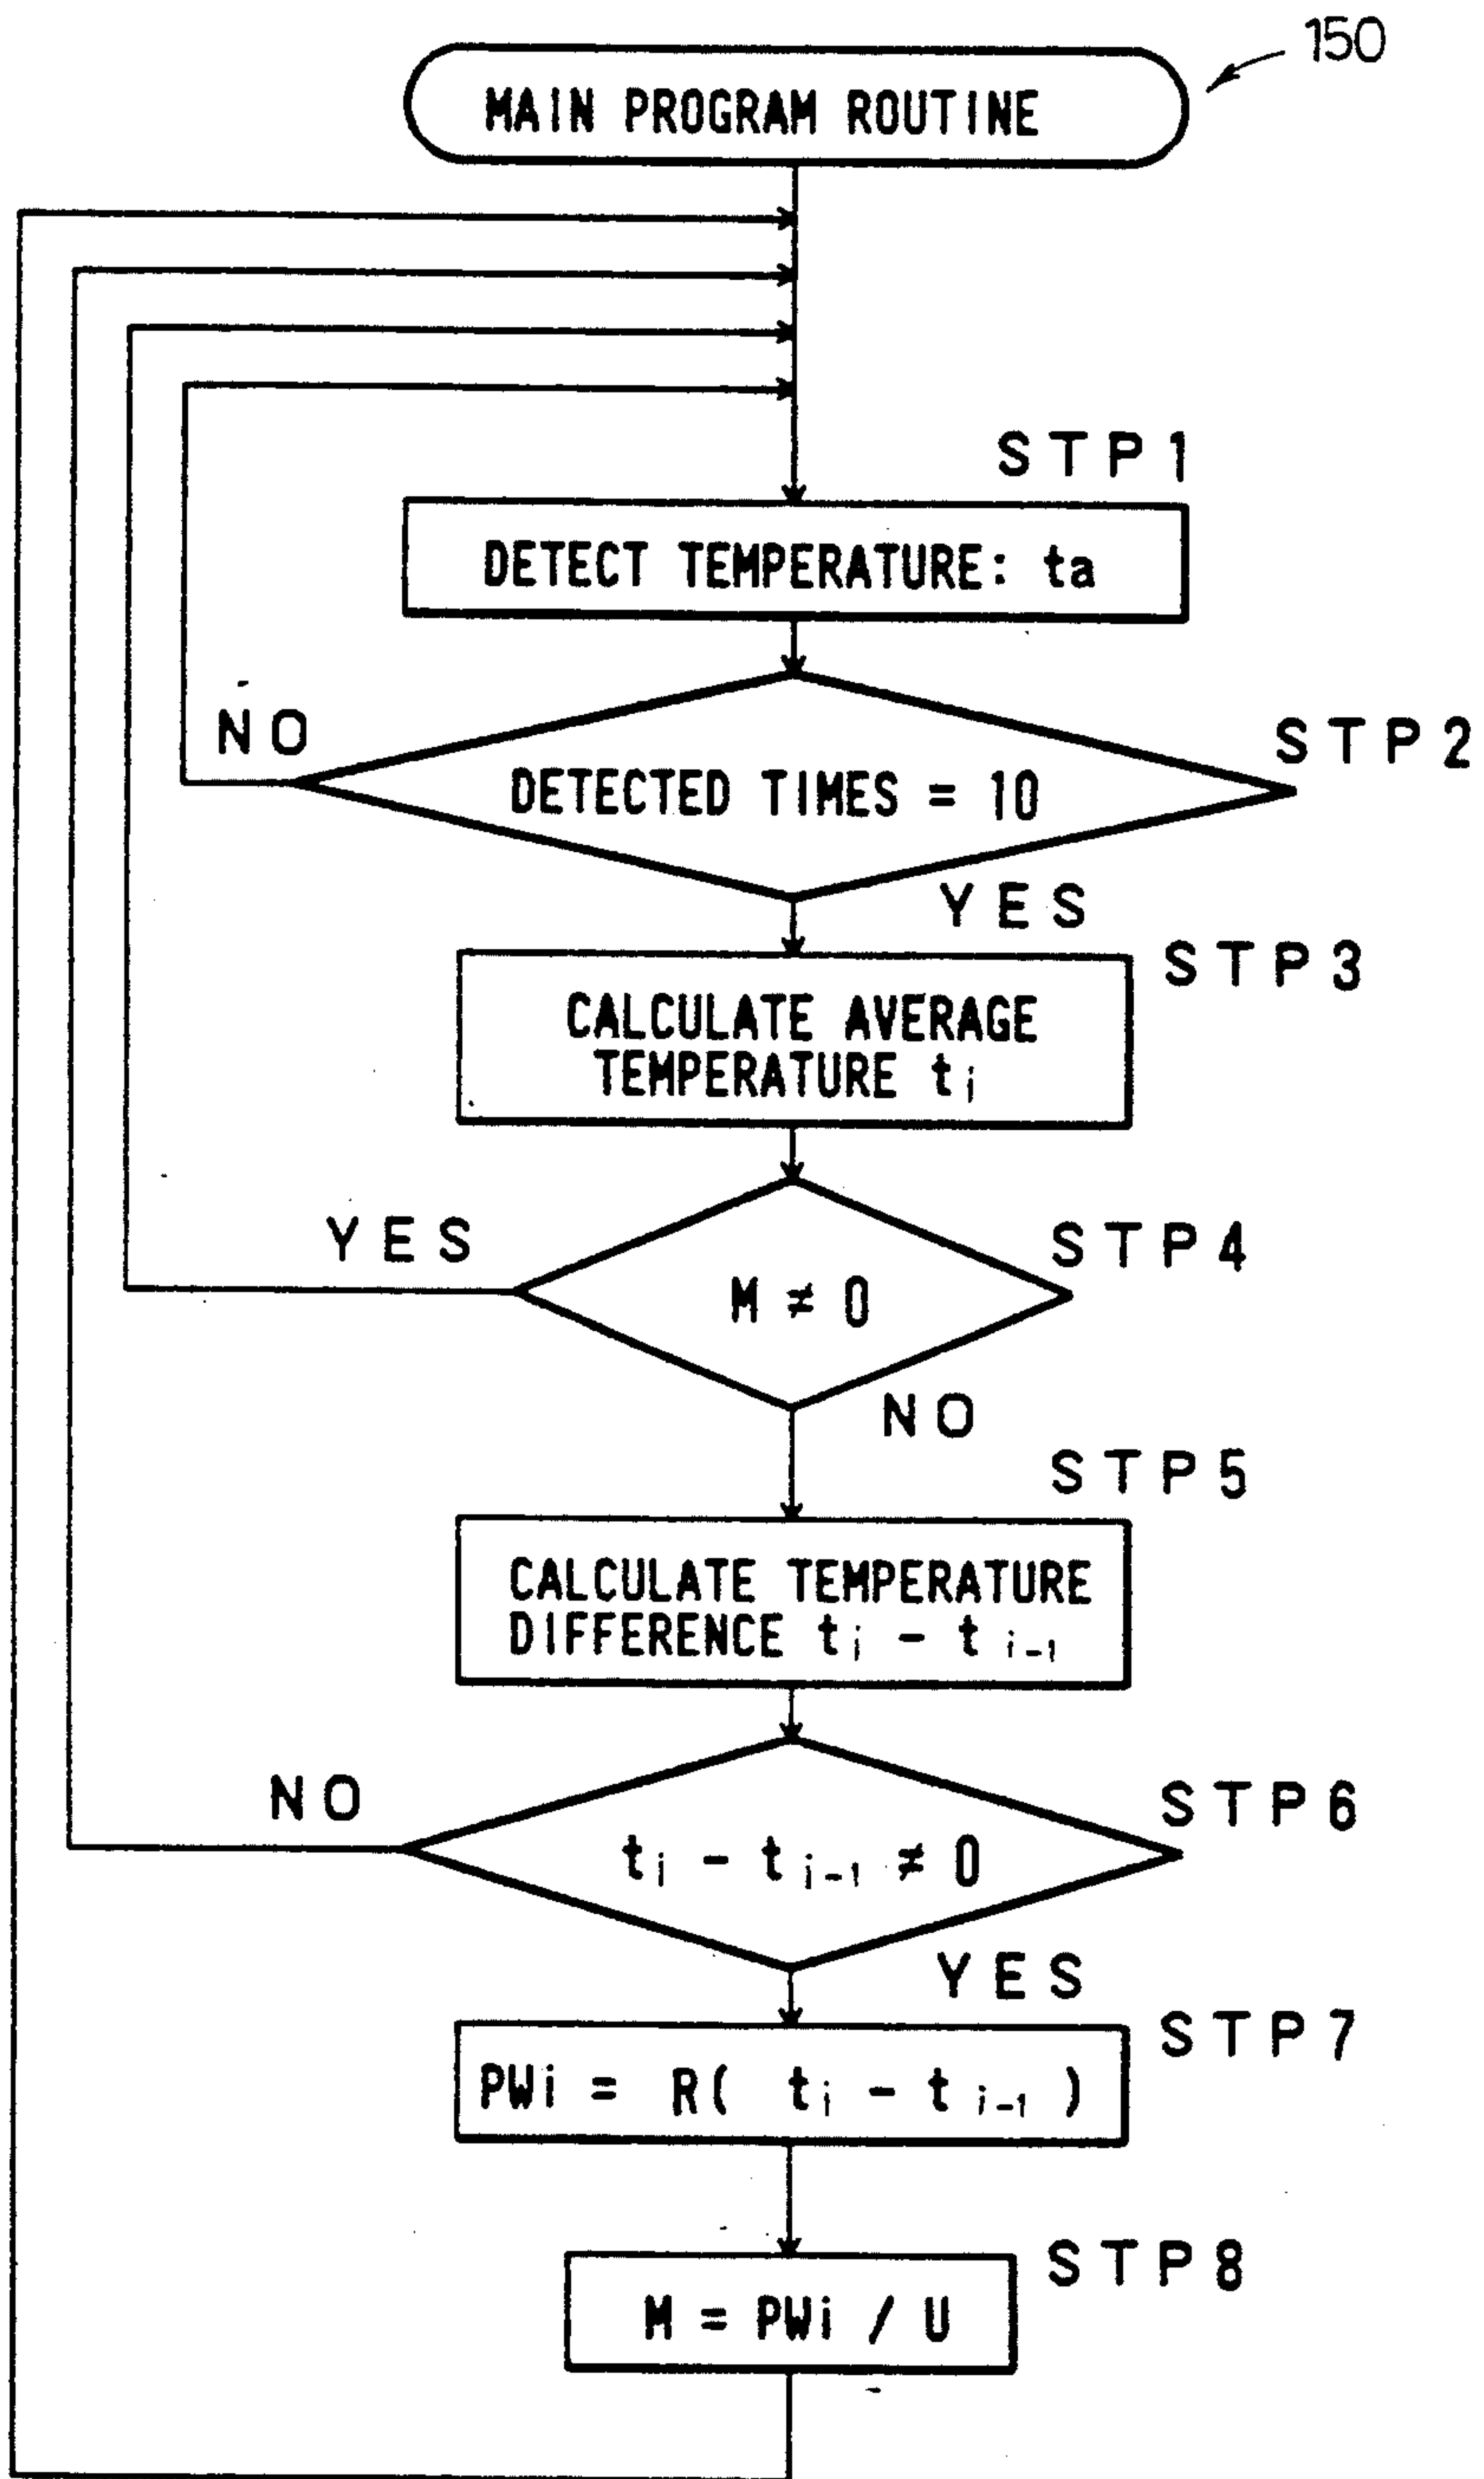 150
MAIN PROGRAM ROUTINE
STP1
DETECT TEMPERATURE: ta
NO
STP2
DETECTED TIMES = 10
YES
STP3
CALCULATE AVERAGE
TEMPERATURE ti
YES
STP4
M ≠ 0
NO
STP5
CALCULATE TEMPERATURE
DIFFERENCE ti - ti-1
NO
STP6
ti - ti-1 ≠ 0
YES
STP7
PWi = R( ti - ti-1 )
STP8
M = PWi / U